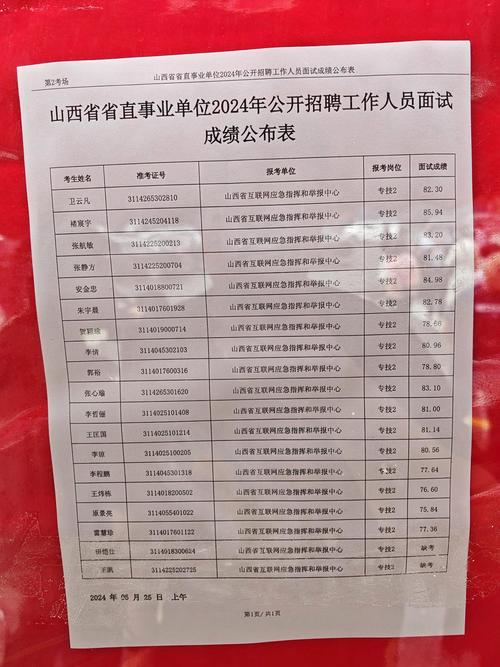 第2考场
山西省省直事业单位2024年公开招聘工作人员面试成绩公布表
山西省省直事业单位2024年公开招聘工作人员面试
成绩公布表
考生姓名 准考证号 报考单位 报考岗位 面试成绩
卫云凡 3114265302810 山西省互联网应急指挥和举报中心 专技2 82.30
褚宸宇 3114245204118 山西省互联网应急指挥和举报中心 专技2 85.94
张航敏 3114225200213 山西省互联网应急指挥和举报中心 专技2 83.20
张静方 3114225200704 山西省互联网应急指挥和举报中心 专技2 81.48
安金忠 3114018800721 山西省互联网应急指挥和举报中心 专技2 84.98
朱宇晨 3114017601928 山西省互联网应急指挥和举报中心 专技2 82.78
贺颖瑜 3114019000714 山西省互联网应急指挥和举报中心 专技2 78.66
李倩 3114045302103 山西省互联网应急指挥和举报中心 专技2 80.96
郭裕 3114017600316 山西省互联网应急指挥和举报中心 专技2 78.80
张心瑜 3114265301620 山西省互联网应急指挥和举报中心 专技2 83.10
李哲俪 3114025101408 山西省互联网应急指挥和举报中心 专技2 81.00
王匡国 3114025101214 山西省互联网应急指挥和举报中心 专技2 81.14
李琼 3114025100205 山西省互联网应急指挥和举报中心 专技2 80.56
李程鹏 3114045301318 山西省互联网应急指挥和举报中心 专技2 77.64
王炜栋 3114018200502 山西省互联网应急指挥和举报中心 专技2 76.60
原景亮 3114055401022 山西省互联网应急指挥和举报中心 专技2 75.84
雷慧珍 3114017601122 山西省互联网应急指挥和举报中心 专技2 77.36
3114018300624 山西省互联网应急指挥和举报中心 专技2 缺考
王凯 3114225202725 山西省互联网应急指挥和举报中心 专技2 缺考
2024 年 05 月 25 日 上午
第1页/共1页